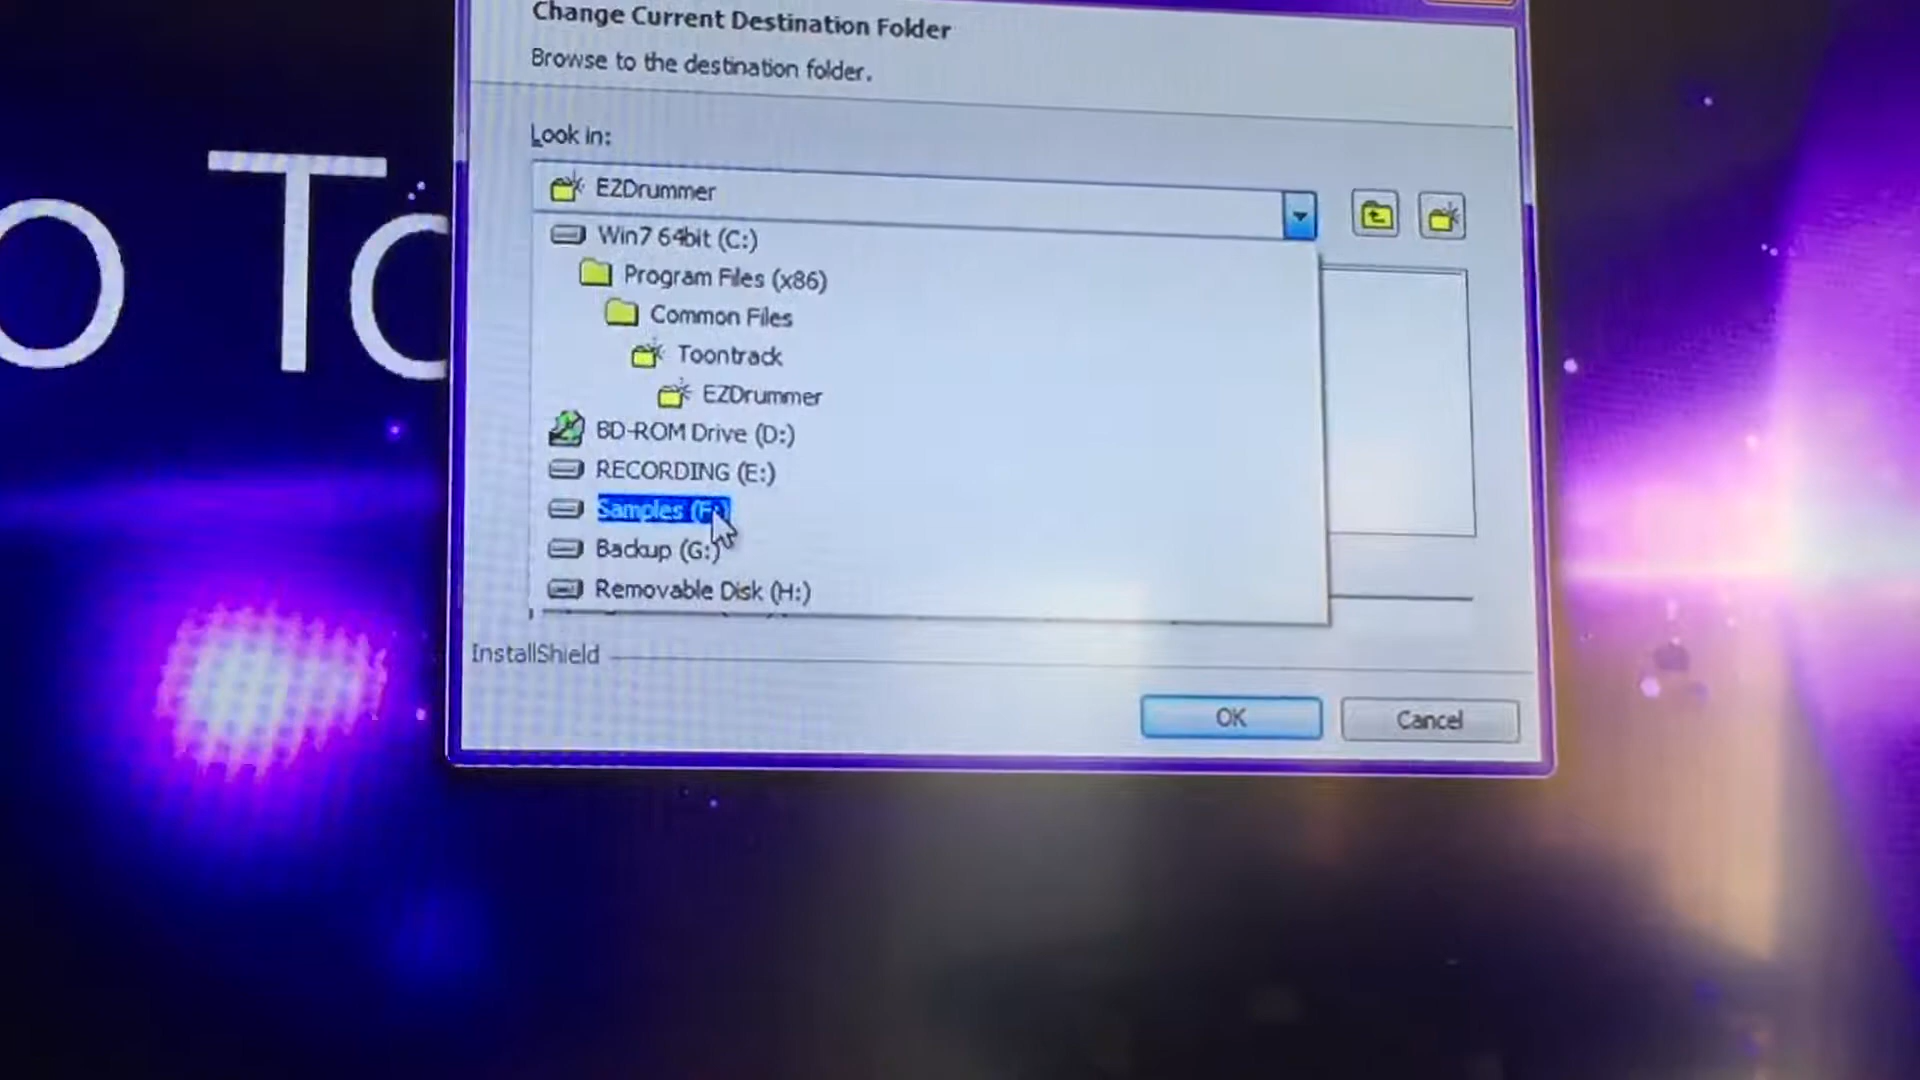 Change Current Destination Folder
Browse to the destination folder.
Look in:
EZDrummer
Win7 64bit (C:)
Program Files (x86)
Common Files
Toontrack
EZDrummer
BD-ROM Drive (D:)
RECORDING (E:)
Samples (F:)
Backup (G:)
Removable Disk (H:)
InstallShield
OK
Cancel
o To